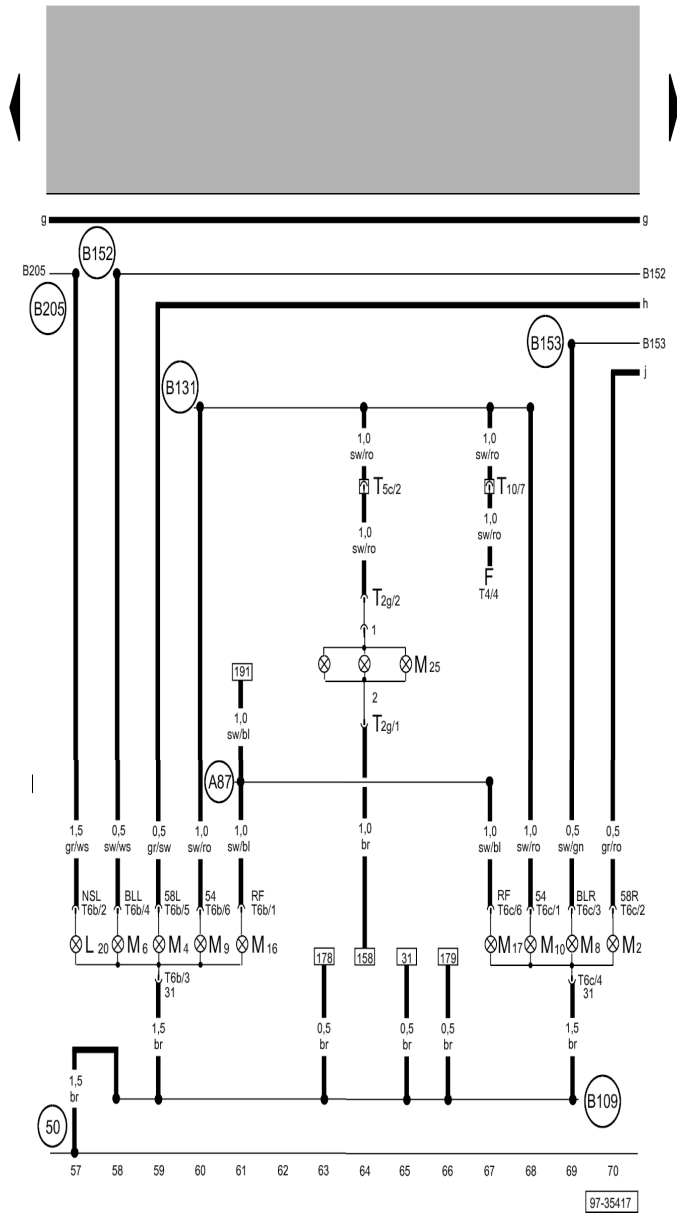 g g
B152
B205 B152
B205 h
B153 B153
j
B131
1,0 1,0
sw/ro sw/ro
T5c/2 T10/7
1,0 1,0
sw/ro sw/ro
F
T4/4
T2g/2
1
M25
191
2
1,0
sw/bl
T2g/1
A87
1,5 0,5 0,5 1,0 1,0 1,0 1,0 1,0 0,5 0,5
gr/ws sw/ws gr/sw sw/ro sw/bl br sw/bl sw/ro sw/gn gr/ro
NSL BLL 58L 54 RF RF 54 BLR 58R
T6b/2 T6b/4 T6b/5 T6b/6 T6b/1 T6c/6 T6c/1 T6c/3 T6c/2
L20 M6 M4 M9 M16 M17 M10 M8 M2
178 158 31 179
T6b/3 T6c/4
31 31
1,5 0,5 0,5 0,5 1,5
br br br br br
1,5
br
B109
50
57 58 59 60 61 62 63 64 65 66 67 68 69 70
97-35417